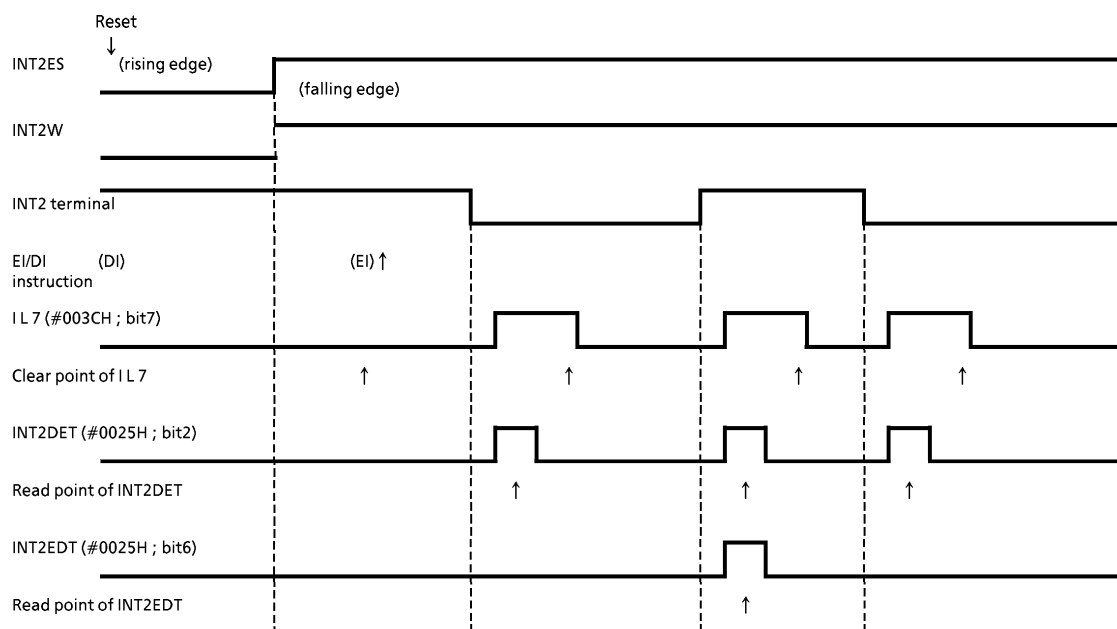 Reset
↓
INT2ES (rising edge)
(falling edge)
INT2W
INT2 terminal
EI/DI (DI) (EI) ↑
instruction
I L 7 (#003CH ; bit7)
Clear point of I L 7 ↑ ↑ ↑ ↑
INT2DET (#0025H ; bit2)
Read point of INT2DET ↑ ↑ ↑
INT2EDT (#0025H ; bit6)
Read point of INT2EDT ↑